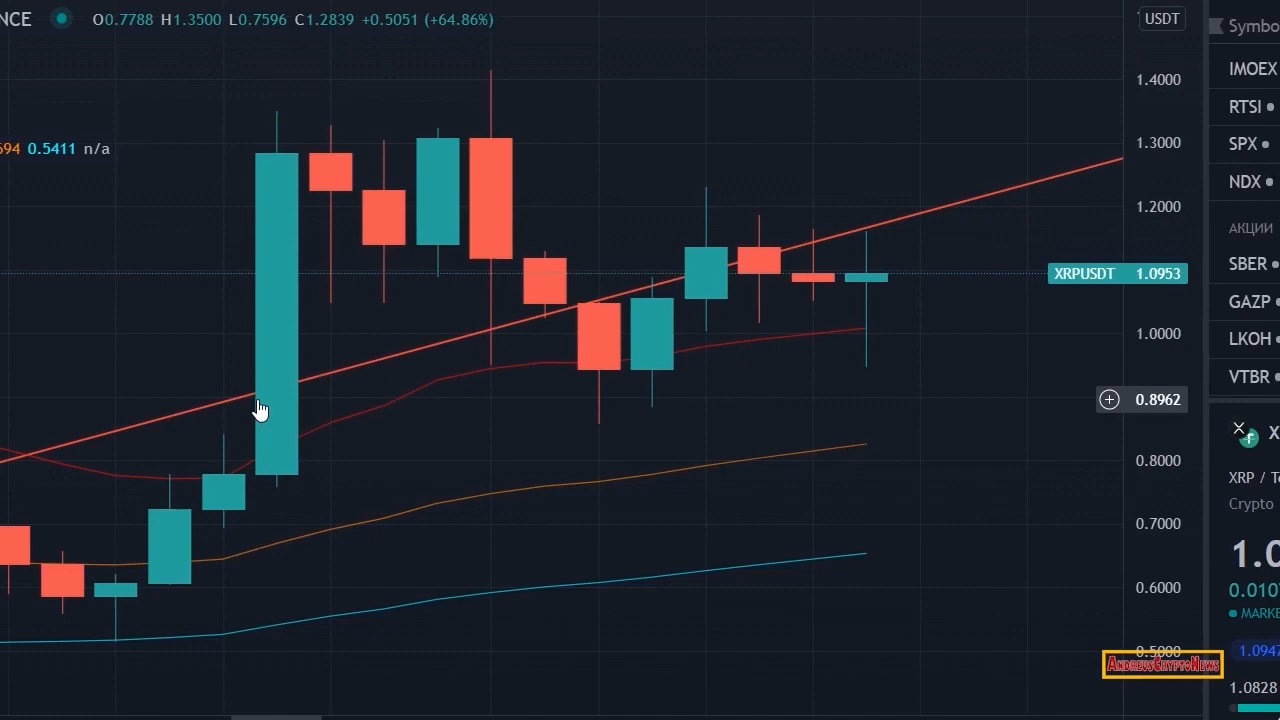 NCE O0.7788 H1.3500 L0.7596 C1.2839 +0.5051 (+64.86%)
694 0.5411 n/a
USDT
1.4000
1.3000
1.2000
XRPUSDT 1.0953
1.0000
0.8962
0.8000
0.7000
0.6000
0.5000
ANDREVSCRYPTONEWS
Symbo
IMOEX
RTSI
SPX
NDX
АКЦИИ
SBER
GAZP
LKOH
VTBR
X
XRP / Te
Crypto
1.0
0.010
MARKE
1.0947
1.0828